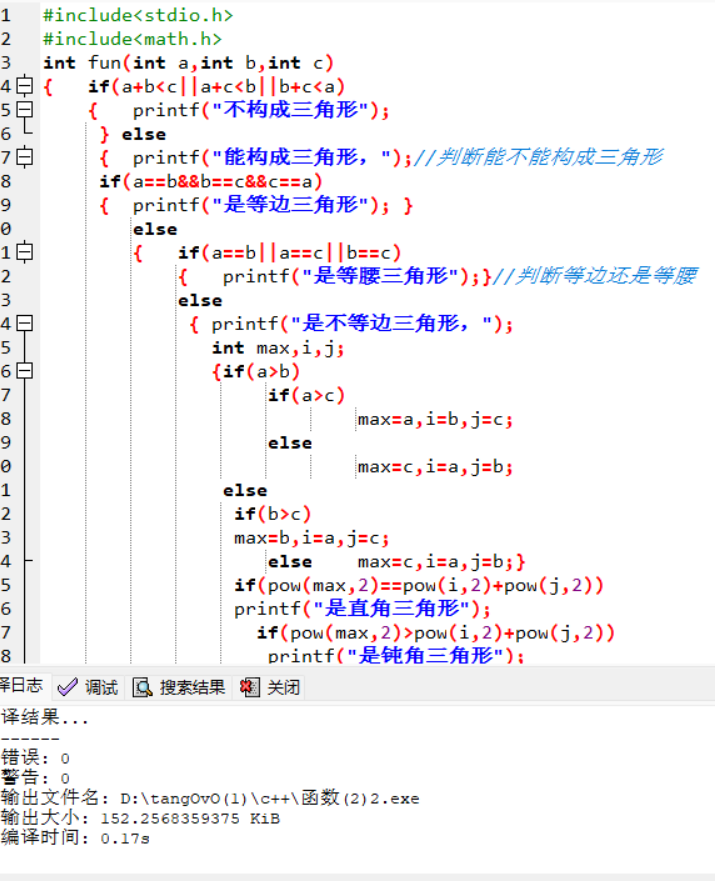 1 #include<stdio.h>
2 #include<math.h>
3 int fun(int a,int b,int c)
4 { if(a+b<c||a+c<b||b+c<a)
5 { printf("不构成三角形");
6 } else
7 { printf("能构成三角形，");//判断能不能构成三角形
8 if(a==b&&b==c&&c==a)
9 { printf("是等边三角形"); }
0 else
1 { if(a==b||a==c||b==c)
2 { printf("是等腰三角形");}//判断等边还是等腰
3 else
4 { printf("是不等边三角形，");
5 int max,i,j;
6 {if(a>b)
7 if(a>c)
8 max=a,i=b,j=c;
9 else
0 max=c,i=a,j=b;
1 else
2 if(b>c)
3 max=b,i=a,j=c;
4 else max=c,i=a,j=b;}
5 if(pow(max,2)==pow(i,2)+pow(j,2))
6 printf("是直角三角形");
7 if(pow(max,2)>pow(i,2)+pow(j,2))
8 printf("是钝角三角形");
译日志 调试 搜索结果 关闭
译结果...
------
错误: 0
警告: 0
输出文件名: D:\tangOvO(1)\c++\函数(2)2.exe
输出大小: 152.2568359375 KiB
编译时间: 0.17s